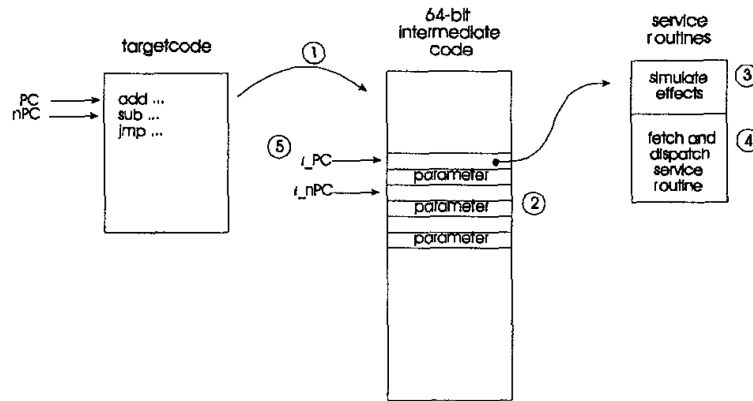 targetcode
PC
nPC
add ...
sub ...
jmp ...
1
64-bit
intermediate
code
5
i_PC
i_nPC
parameter
parameter
parameter
2
service
routines
simulate
effects
3
fetch and
dispatch
service
routine
4